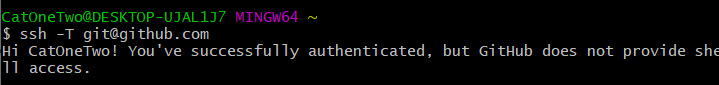 CatOneTwo@DESKTOP-UJAL1J7 MINGW64 ~
$ ssh -T git@github.com
Hi CatOneTwo! You've successfully authenticated, but GitHub does not provide she
ll access.